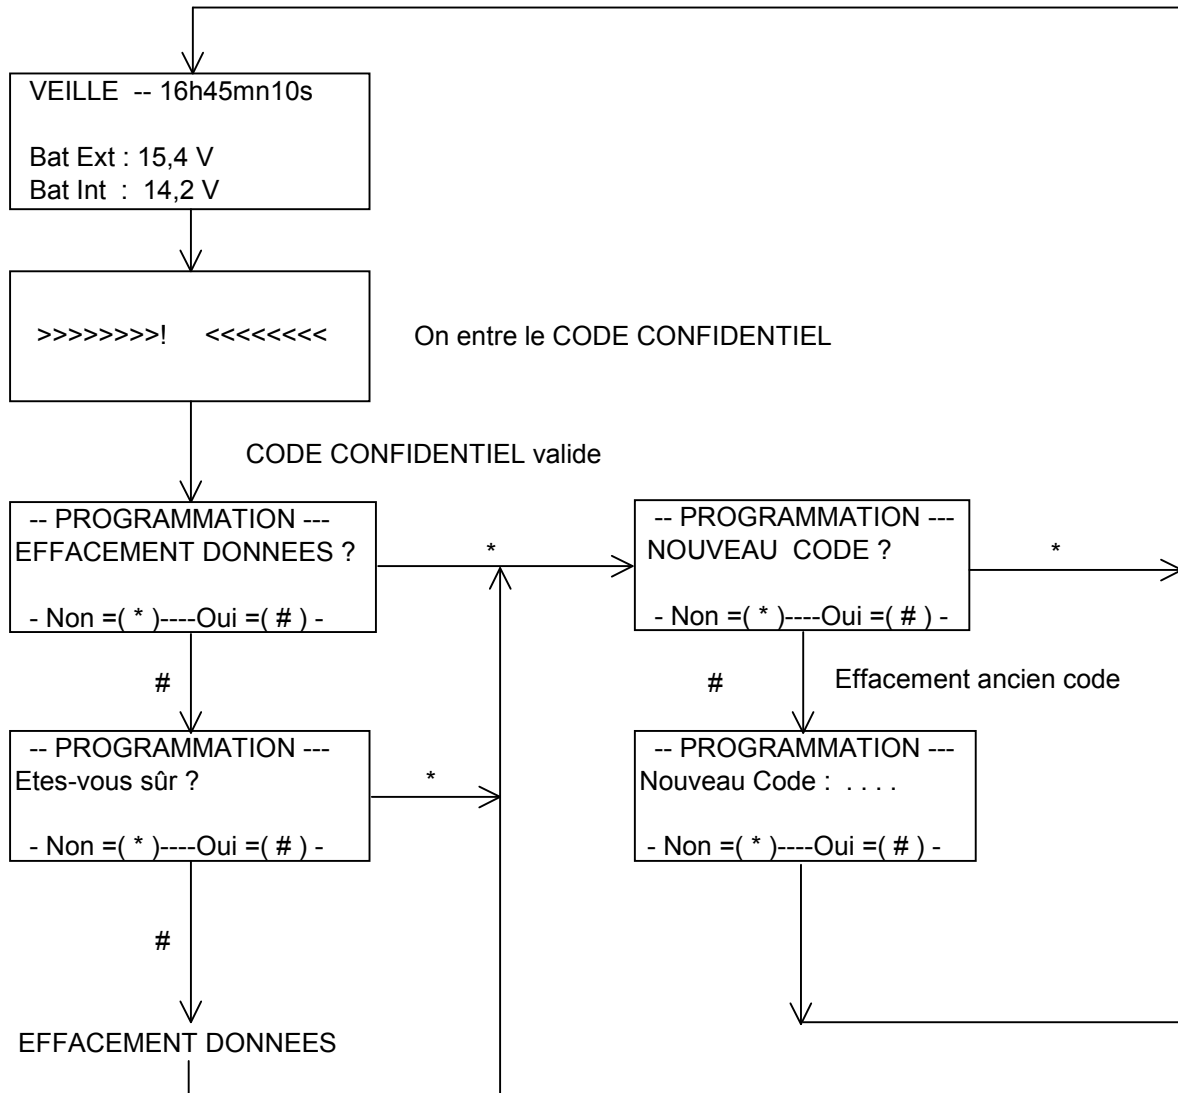 VEILLE -- 16h45mn10s
Bat Ext : 15,4 V
Bat Int : 14,2 V
>>>>>>>>! <<<<<<<<
On entre le CODE CONFIDENTIEL
CODE CONFIDENTIEL valide
-- PROGRAMMATION ---
EFFACEMENT DONNEES ?
- Non =( * )----Oui =( # ) -
*
-- PROGRAMMATION ---
NOUVEAU CODE ?
- Non =( * )----Oui =( # ) -
*
#
#
Effacement ancien code
-- PROGRAMMATION ---
Etes-vous sûr ?
- Non =( * )----Oui =( # ) -
*
-- PROGRAMMATION ---
Nouveau Code : . . . .
- Non =( * )----Oui =( # ) -
#
EFFACEMENT DONNEES